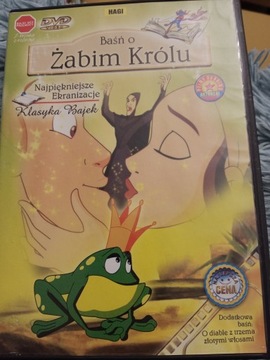 HAGI
DVD
Baśń o
Żabim Królu
Najpiękniejsze
Ekranizacje
Klasyka Bajek
CENA
Dodatkowa
baśń:
O diable z trzema
złotymi włosami